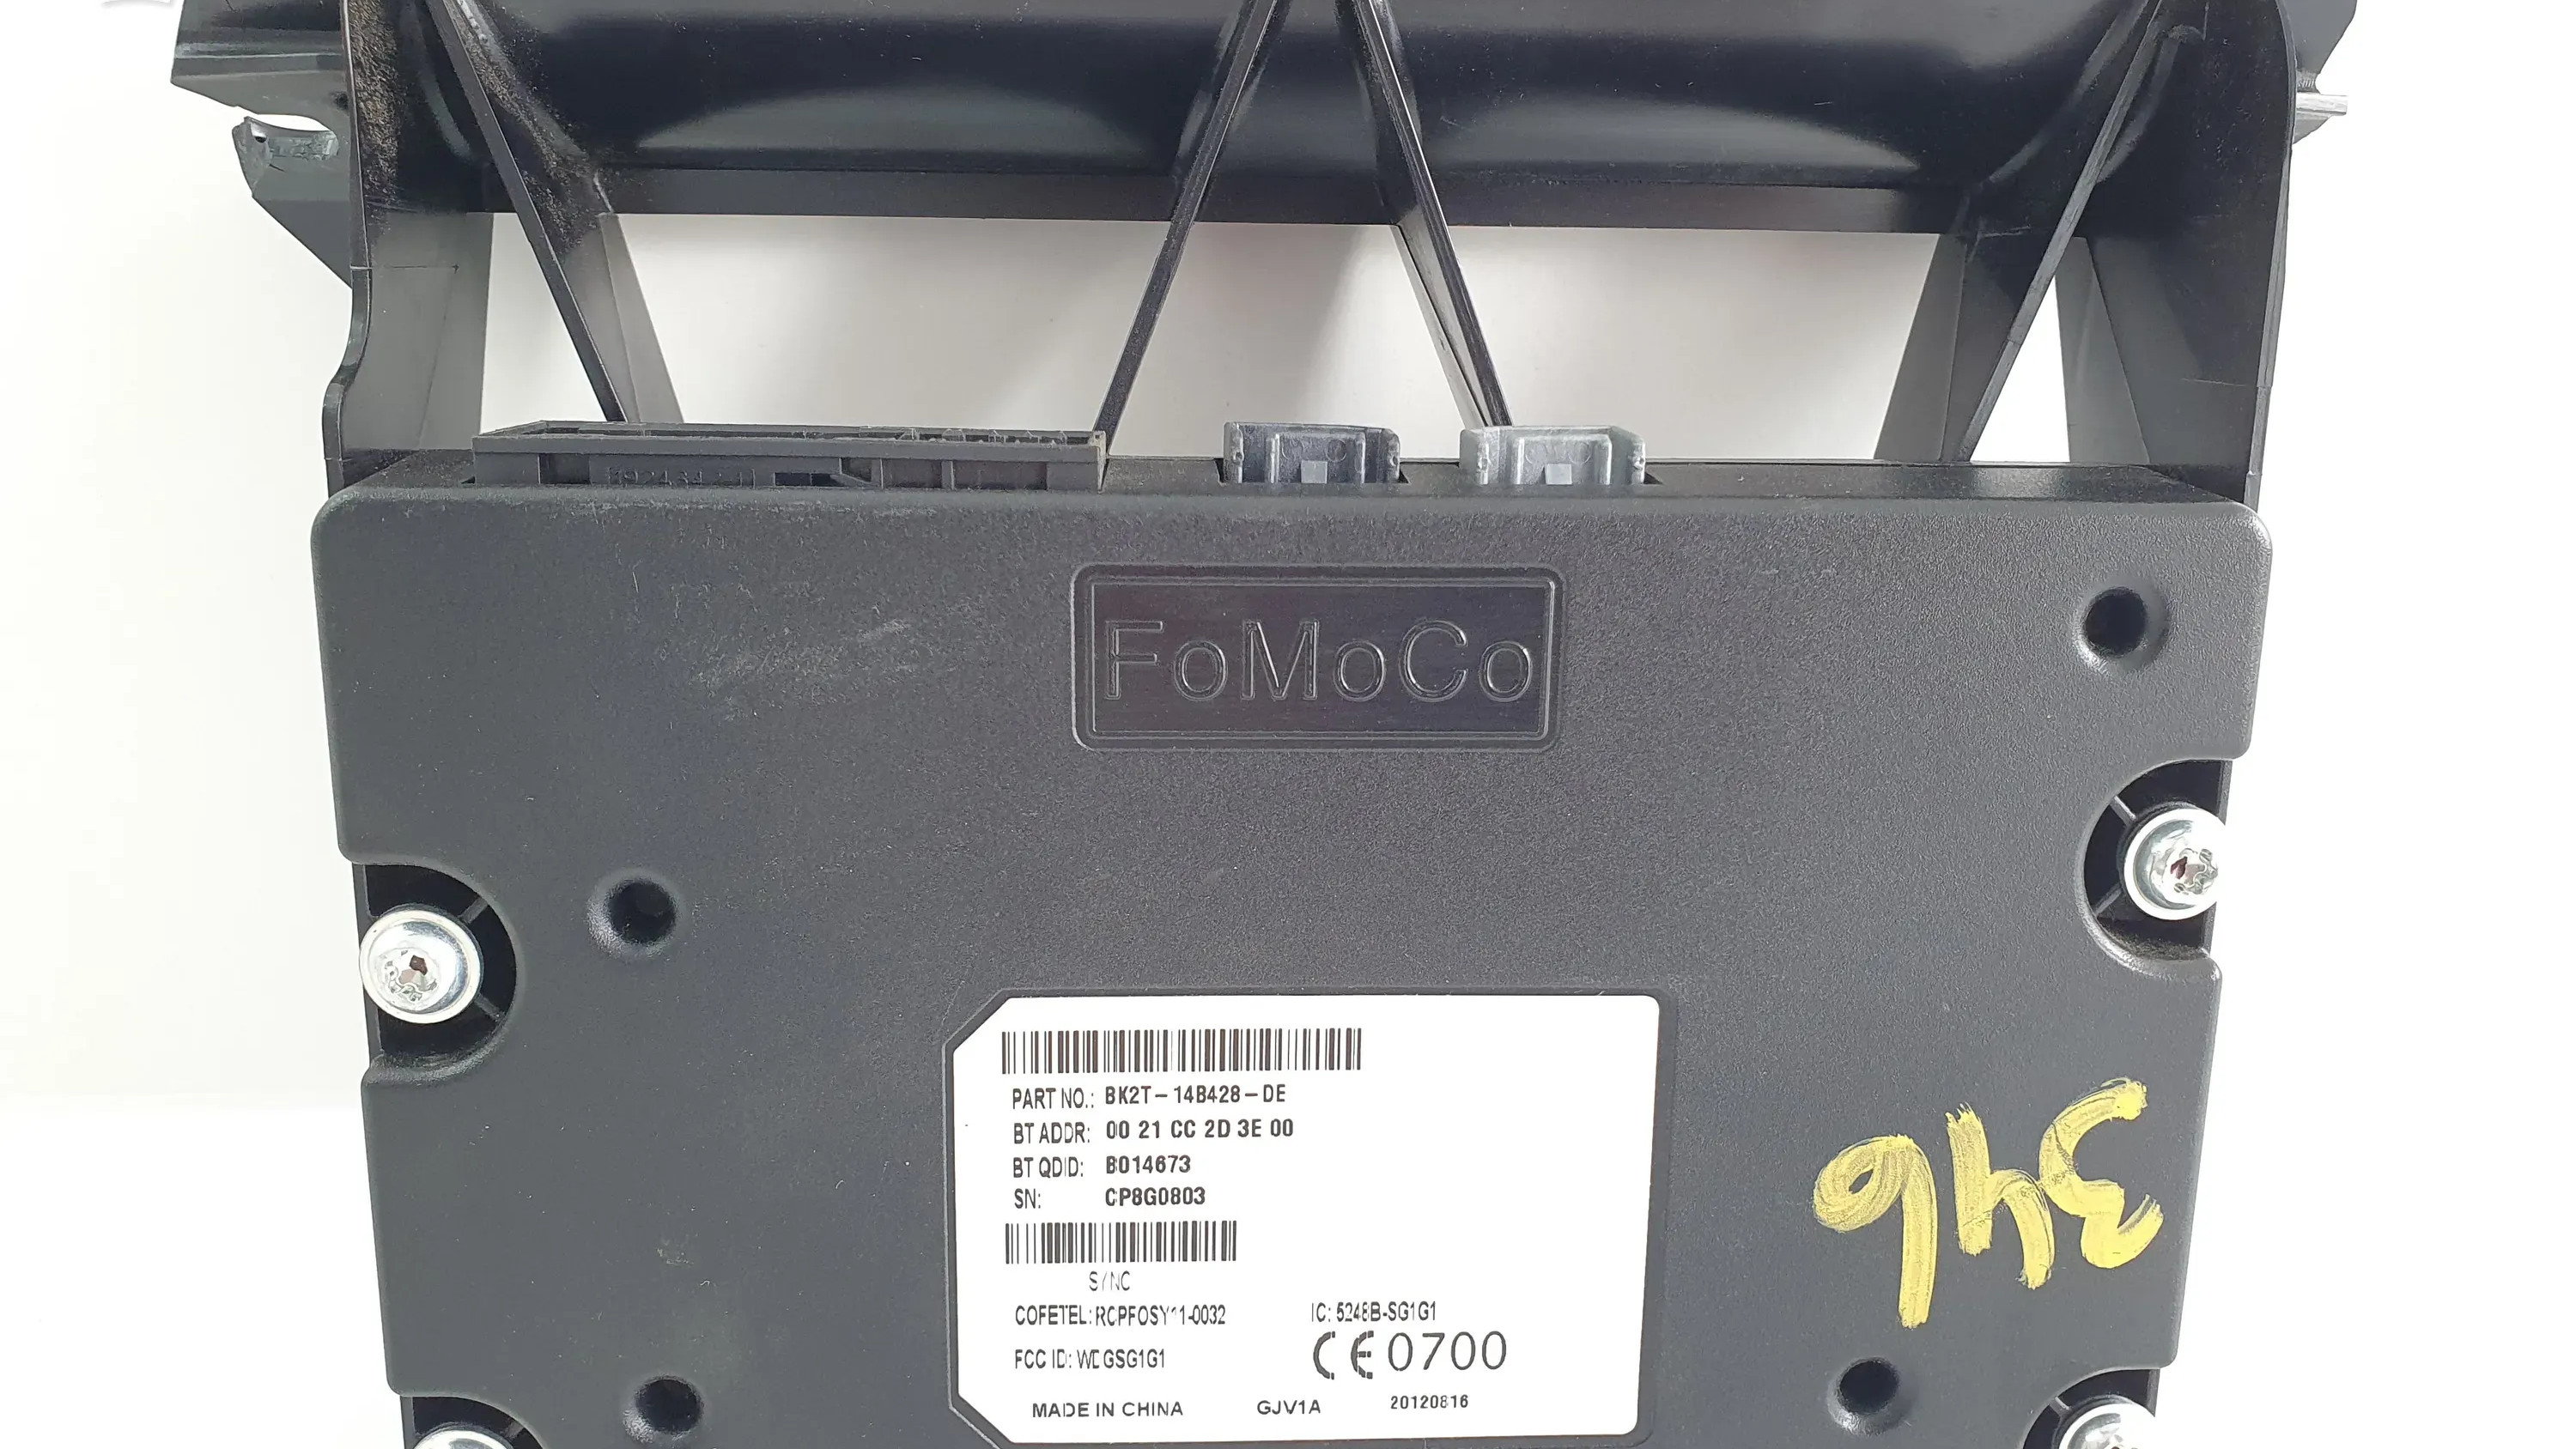 FoMoCo
PART NO.: BK2T-14B428-DE
BT ADDR: 00 21 CC 2D 3E 00
BT QDID: B014673
SN: CP8G0803
SYNC
COFETEL: RCPFOSY11-0032 IC: 5248B-SG1G1
FCC ID: WDGSG1G1 CE 0700
MADE IN CHINA GJV1A 20120816
346